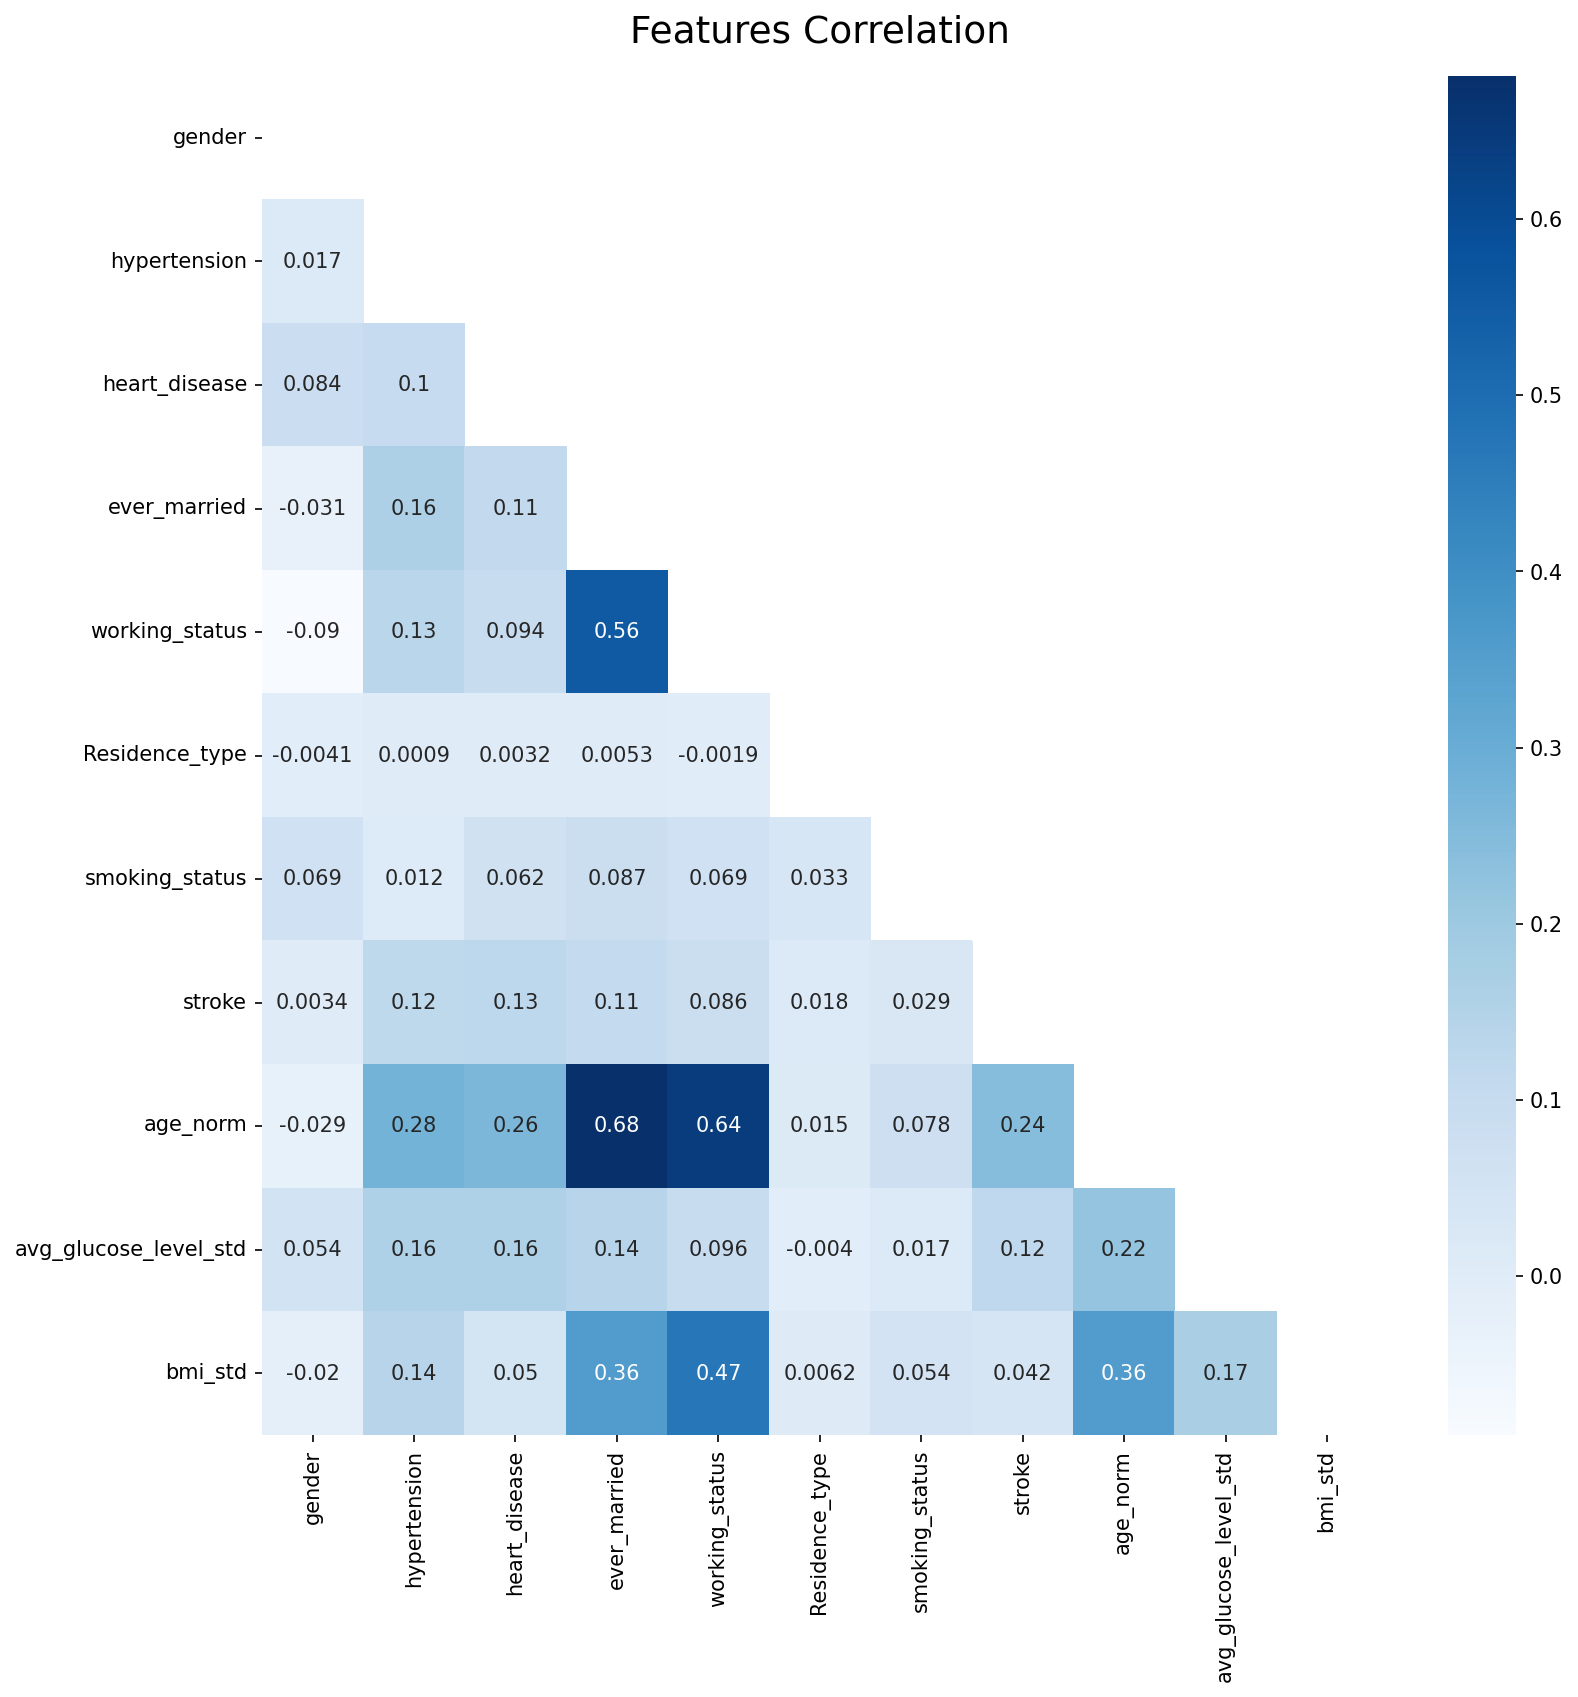 Features Correlation
gender
hypertension 0.017
heart_disease 0.084 0.1
ever_married -0.031 0.16 0.11
working_status -0.09 0.13 0.094 0.56
Residence_type -0.0041 0.0009 0.0032 0.0053 -0.0019
smoking_status 0.069 0.012 0.062 0.087 0.069 0.033
stroke 0.0034 0.12 0.13 0.11 0.086 0.018 0.029
age_norm -0.029 0.28 0.26 0.68 0.64 0.015 0.078 0.24
avg_glucose_level_std 0.054 0.16 0.16 0.14 0.096 -0.004 0.017 0.12 0.22
bmi_std -0.02 0.14 0.05 0.36 0.47 0.0062 0.054 0.042 0.36 0.17
gender
hypertension
heart_disease
ever_married
working_status
Residence_type
smoking_status
stroke
age_norm
avg_glucose_level_std
bmi_std
0.6
0.5
0.4
0.3
0.2
0.1
0.0